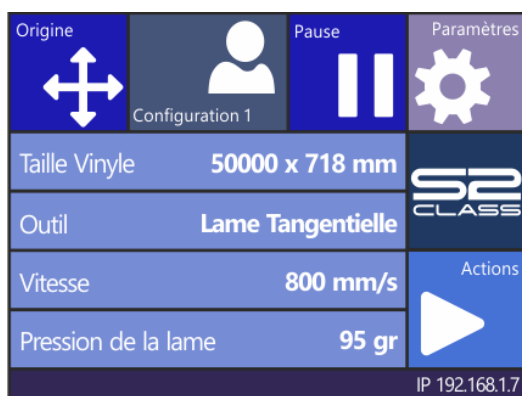 Origine
Configuration 1
Pause
Paramètres
Taille Vinyle 50000 x 718 mm
S2
CLASS
Outil Lame Tangentielle
Vitesse 800 mm/s
Actions
Pression de la lame 95 gr
IP 192.168.1.7